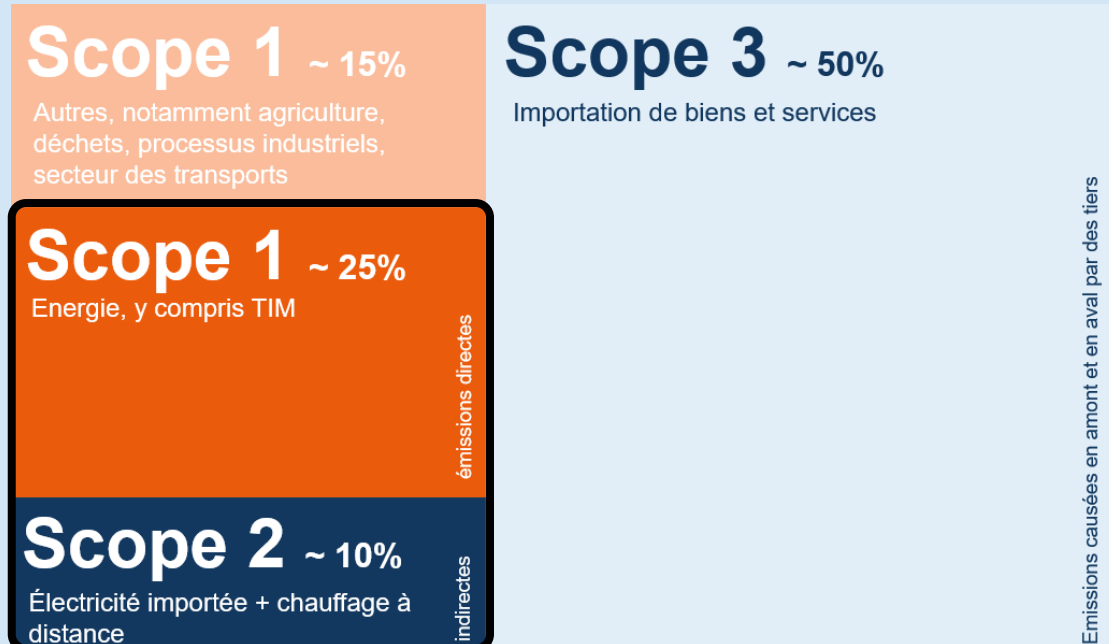 Scope 1 ~ 15%
Autres, notamment agriculture,
déchets, processus industriels,
secteur des transports
Scope 1 ~ 25%
Energie, y compris TIM
émissions directes
Scope 2 ~ 10%
Électricité importée + chauffage à
distance
indirectes
Scope 3 ~ 50%
Importation de biens et services
Emissions causées en amont et en aval par des tiers